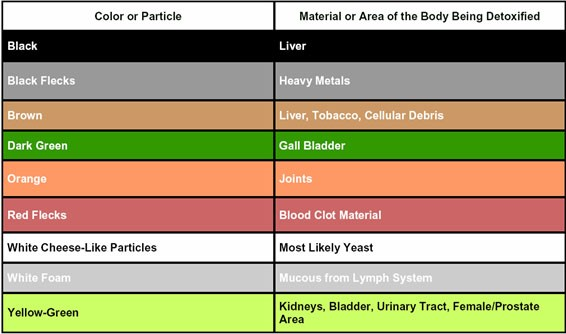 Color or Particle
Material or Area of the Body Being Detoxified
Black
Liver
Black Flecks
Heavy Metals
Brown
Liver, Tobacco, Cellular Debris
Dark Green
Gall Bladder
Orange
Joints
Red Flecks
Blood Clot Material
White Cheese-Like Particles
Most Likely Yeast
White Foam
Mucous from Lymph System
Yellow-Green
Kidneys, Bladder, Urinary Tract, Female/Prostate
Area